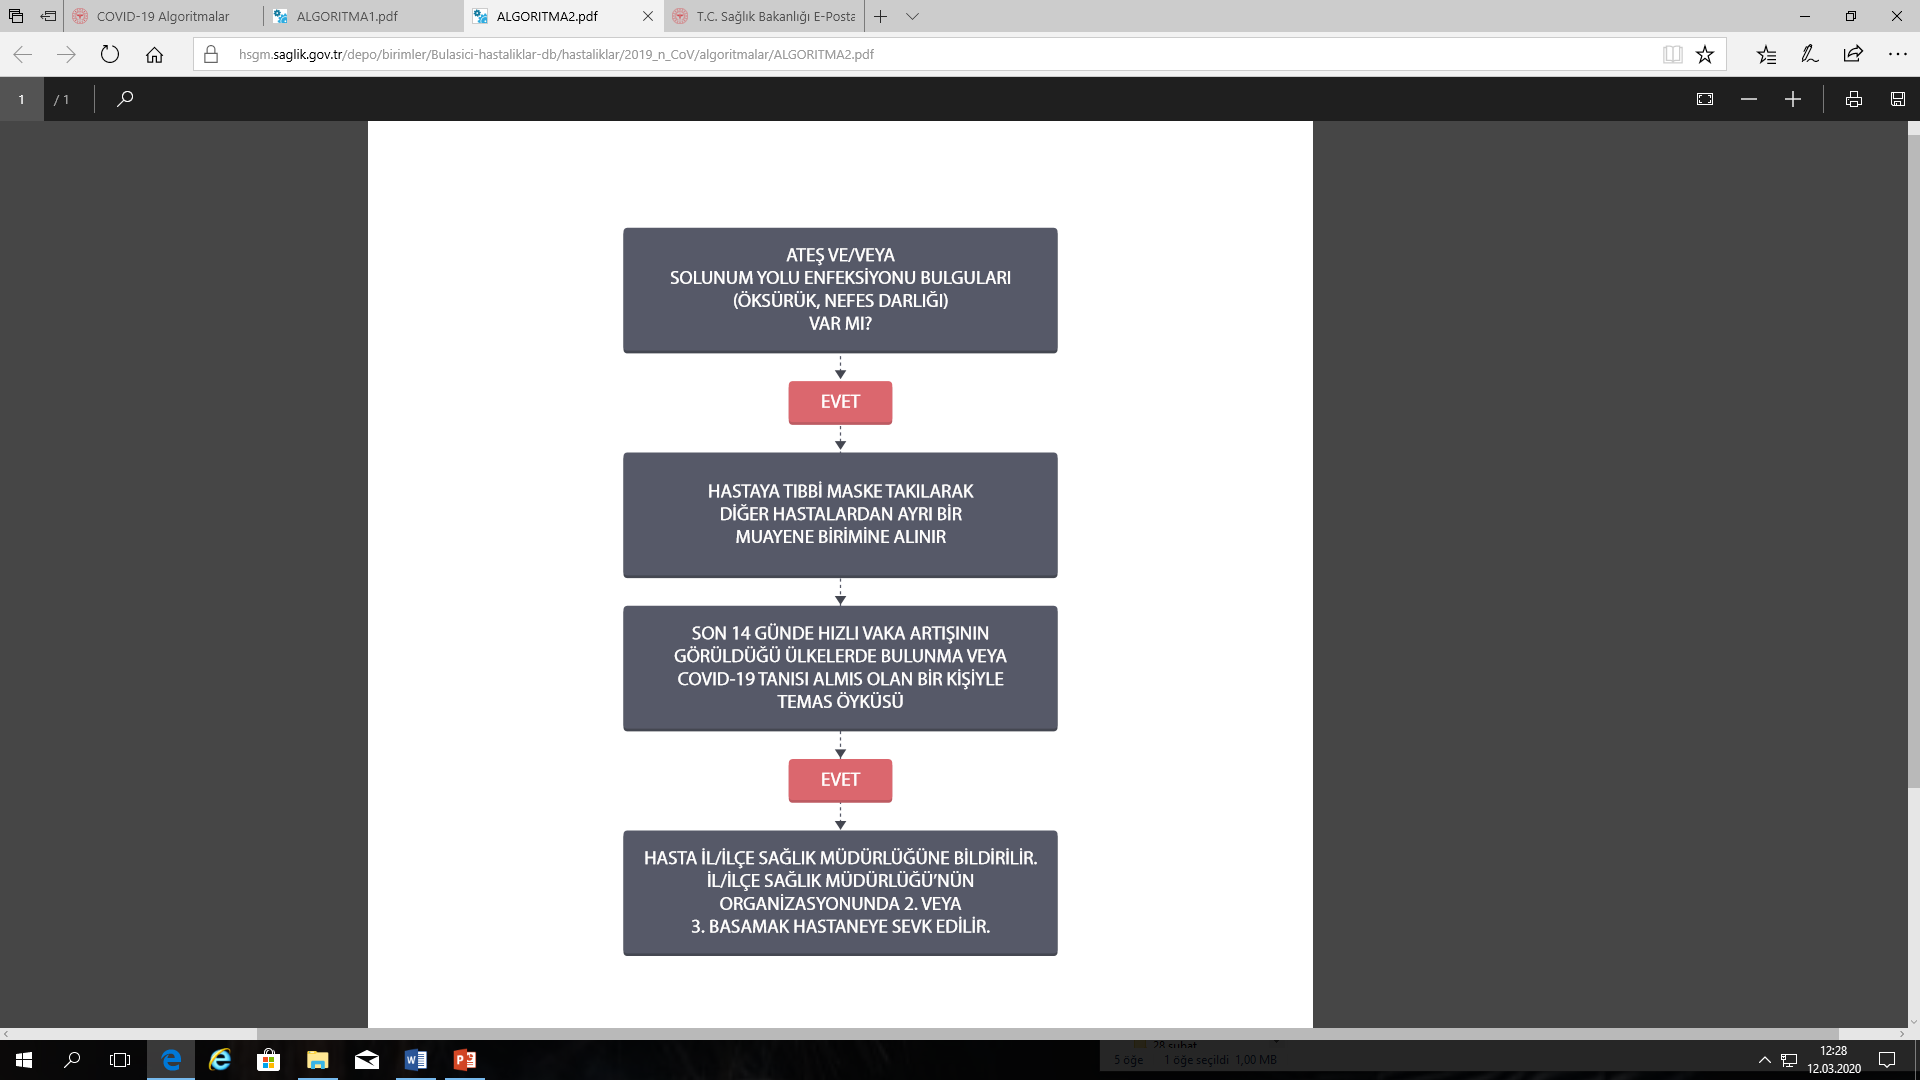 COVID-19 Algoritmalar
ALGORITMA1.pdf
ALGORITMA2.pdf
T.C. Sağlık Bakanlığı E-Posta
hsgm.saglik.gov.tr/depo/birimler/Bulasici-hastaliklar-db/hastaliklar/2019_n_CoV/algoritmalar/ALGORITMA2.pdf
1 / 1
ATEŞ VE/VEYA
SOLUNUM YOLU ENFEKSİYONU BULGULARI
(ÖKSÜRÜK, NEFES DARLIĞI)
VAR MI?
EVET
HASTAYA TIBBİ MASKE TAKILARAK
DİĞER HASTALARDAN AYRI BİR
MUAYENE BİRİMİNE ALINIR
SON 14 GÜNDE HIZLI VAKA ARTIŞININ
GÖRÜLDÜĞÜ ÜLKELERDE BULUNMA VEYA
COVID-19 TANISI ALMIS OLAN BİR KİŞİYLE
TEMAS ÖYKÜSÜ
EVET
HASTA İL/İLÇE SAĞLIK MÜDÜRLÜĞÜNE BİLDİRİLİR.
İL/İLÇE SAĞLIK MÜDÜRLÜĞÜ'NÜN
ORGANİZASYONUNDA 2. VEYA
3. BASAMAK HASTANEYE SEVK EDİLİR.
28 şubat
5 öğe 1 öğe seçildi 1,00 MB
12:28
12.03.2020